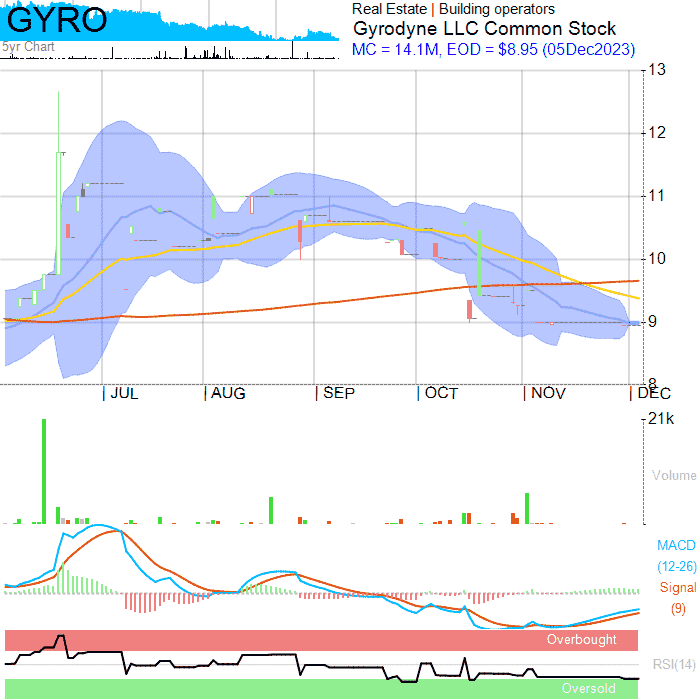 GYRO
5yr Chart
Real Estate | Building operators
Gyrodyne LLC Common Stock
MC = 14.1M, EOD = $8.95 (05Dec2023)
13
12
11
10
9
8
JUL AUG SEP OCT NOV DEC
21k
Volume
MACD
(12-26)
Signal
(9)
Overbought
RSI(14)
Oversold